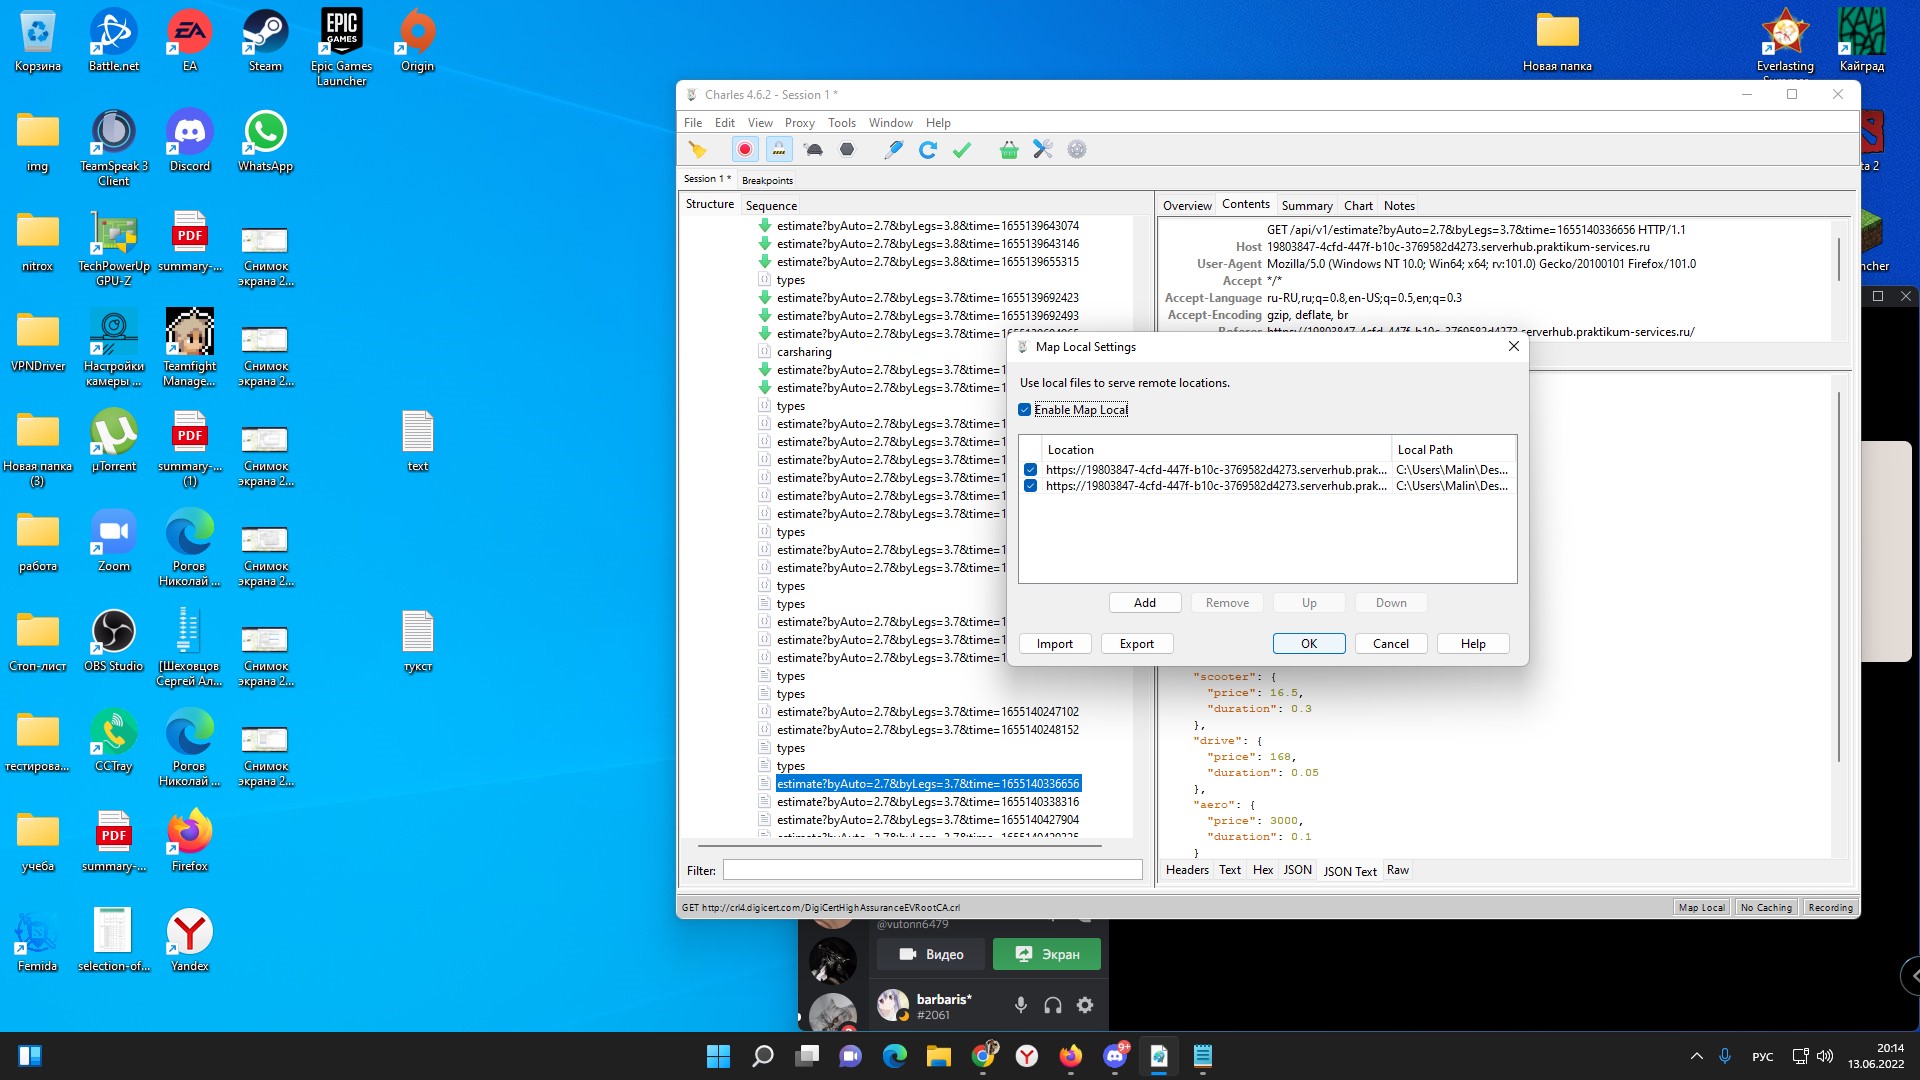 Корзина
Battle.net
EA
Steam
EPIC
GAMES
Epic Games
Launcher
Origin
Новая папка
Everlasting
Кайград
img
TeamSpeak 3
Client
Discord
WhatsApp
nitrox
TechPowerUp
GPU-Z
PDF
summary-...
Снимок
экрана 2...
VPNDriver
Настройки
камеры ...
Teamfight
Manage...
Снимок
экрана 2...
Новая папка
(3)
µTorrent
PDF
summary-...
(1)
Снимок
экрана 2...
text
работа
Zoom
Рогов
Николай ...
Снимок
экрана 2...
Стоп-лист
OBS Studio
[Шеховцов
Сергей Ал...
Снимок
экрана 2...
тукст
тестирова...
CCTray
Рогов
Николай ...
Снимок
экрана 2...
учеба
PDF
summary-...
Firefox
Femida
selection-of...
Yandex
Charles 4.6.2 - Session 1 *
File Edit View Proxy Tools Window Help
Session 1 * Breakpoints
Structure Sequence
estimate?byAuto=2.7&byLegs=3.8&time=1655139643074
estimate?byAuto=2.7&byLegs=3.8&time=1655139643146
estimate?byAuto=2.7&byLegs=3.8&time=1655139655315
types
estimate?byAuto=2.7&byLegs=3.7&time=1655139692423
estimate?byAuto=2.7&byLegs=3.7&time=1655139692493
estimate?byAuto=2.7&byLegs=3.7&time=1655139694965
carsharing
estimate?byAuto=2.7&byLegs=3.7&time=1
estimate?byAuto=2.7&byLegs=3.7&time=1
types
estimate?byAuto=2.7&byLegs=3.7&time=1
estimate?byAuto=2.7&byLegs=3.7&time=1
estimate?byAuto=2.7&byLegs=3.7&time=1
estimate?byAuto=2.7&byLegs=3.7&time=1
estimate?byAuto=2.7&byLegs=3.7&time=1
estimate?byAuto=2.7&byLegs=3.7&time=1
types
estimate?byAuto=2.7&byLegs=3.7&time=1
estimate?byAuto=2.7&byLegs=3.7&time=1
types
types
estimate?byAuto=2.7&byLegs=3.7&time=1
estimate?byAuto=2.7&byLegs=3.7&time=1
estimate?byAuto=2.7&byLegs=3.7&time=1
types
types
estimate?byAuto=2.7&byLegs=3.7&time=1655140247102
estimate?byAuto=2.7&byLegs=3.7&time=1655140248152
types
types
estimate?byAuto=2.7&byLegs=3.7&time=1655140336656
estimate?byAuto=2.7&byLegs=3.7&time=1655140338316
estimate?byAuto=2.7&byLegs=3.7&time=1655140427904
Filter:
Overview Contents Summary Chart Notes
GET /api/v1/estimate?byAuto=2.7&byLegs=3.7&time=1655140336656 HTTP/1.1
Host 19803847-4cfd-447f-b10c-3769582d4273.serverhub.praktikum-services.ru
User-Agent Mozilla/5.0 (Windows NT 10.0; Win64; x64; rv:101.0) Gecko/20100101 Firefox/101.0
Accept */*
Accept-Language ru-RU,ru;q=0.8,en-US;q=0.5,en;q=0.3
Accept-Encoding gzip, deflate, br
Referer https://19803847-4cfd-447f-b10c-3769582d4273.serverhub.praktikum-services.ru/
Map Local Settings
Use local files to serve remote locations.
Enable Map Local
Location Local Path
https://19803847-4cfd-447f-b10c-3769582d4273.serverhub.prak... C:\Users\Malin\Des...
https://19803847-4cfd-447f-b10c-3769582d4273.serverhub.prak... C:\Users\Malin\Des...
Add Remove Up Down
Import Export OK Cancel Help
"scooter": {
"price": 16.5,
"duration": 0.3
},
"drive": {
"price": 168,
"duration": 0.05
},
"aero": {
"price": 3000,
"duration": 0.1
}
Headers Text Hex JSON JSON Text Raw
GET http://crl4.digicert.com/DigiCertHighAssuranceEVRootCA.crl
Map Local No Caching Recording
ta 2
ncher
@vutonn6479
Видео Экран
barbaris*
#2061
9+
РУС
20:14
13.06.2022